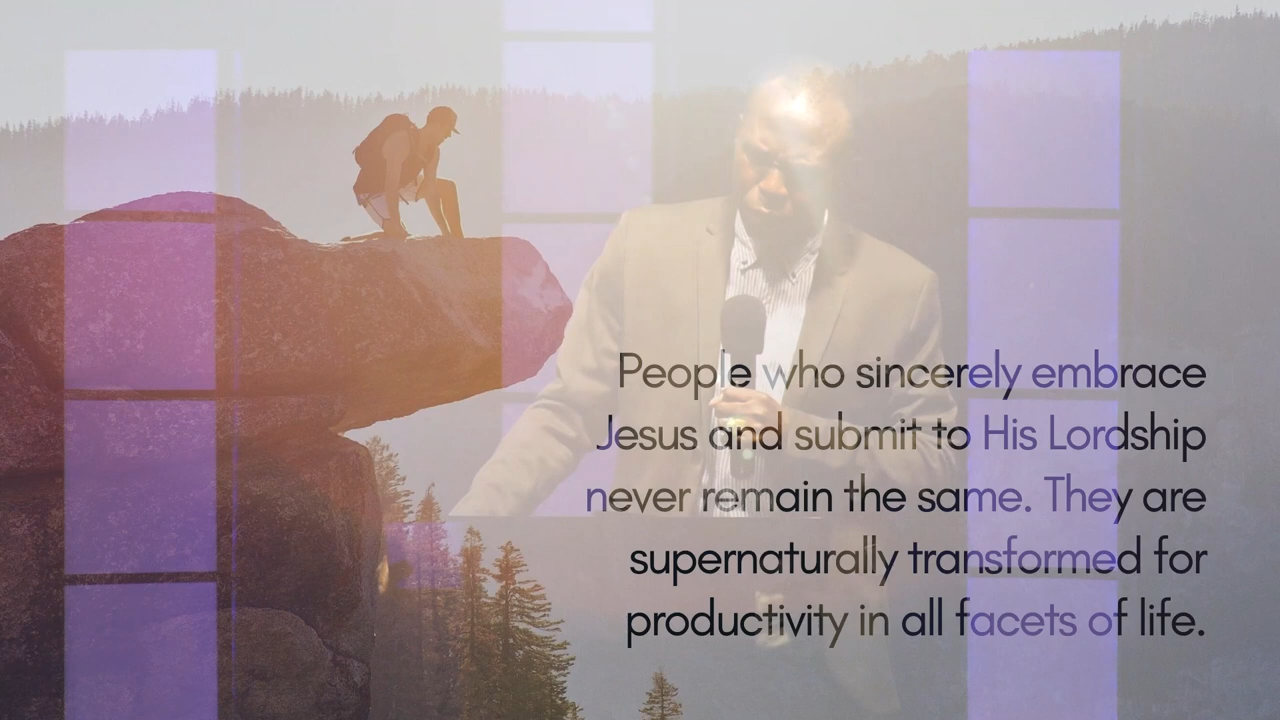 People who sincerely embrace
Jesus and submit to His Lordship
never remain the same. They are
supernaturally transformed for
productivity in all facets of life.